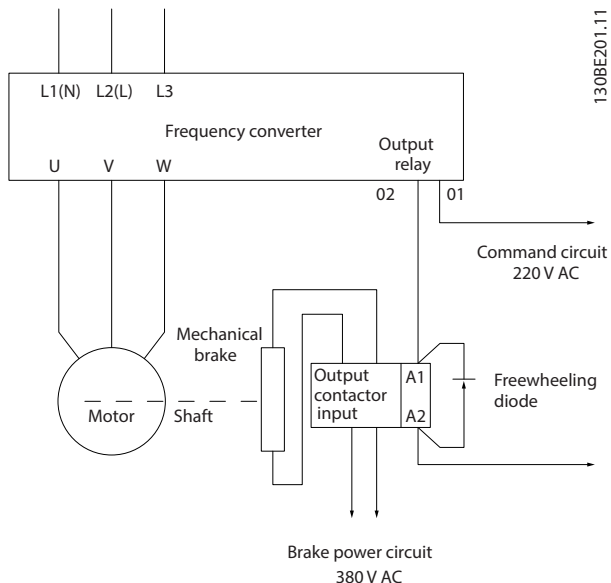 130BE201.11
L1(N) L2(L) L3
Frequency converter
Output
relay
U V W
02 01
Command circuit
220 V AC
Mechanical
brake
Output
contactor
input
A1
A2
Freewheeling
diode
Motor
Shaft
Brake power circuit
380 V AC